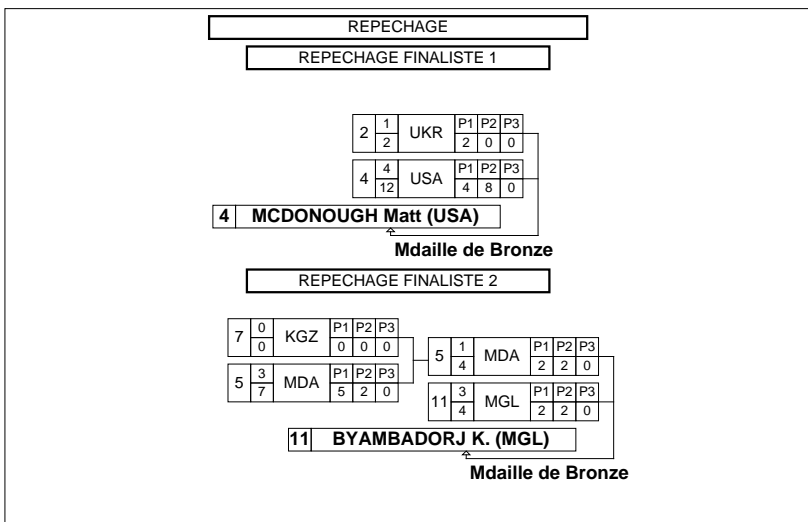 REPECHAGE
REPECHAGE FINALISTE 1
2 1 UKR P1 P2 P3
2 2 0 0
4 4 USA P1 P2 P3
12 4 8 0
4 MCDONOUGH Matt (USA)
Mdaille de Bronze
REPECHAGE FINALISTE 2
7 0 KGZ P1 P2 P3
0 0 0 0
5 1 MDA P1 P2 P3
4 2 2 0
5 3 MDA P1 P2 P3
7 5 2 0
11 3 MGL P1 P2 P3
4 2 2 0
11 BYAMBADORJ K. (MGL)
Mdaille de Bronze